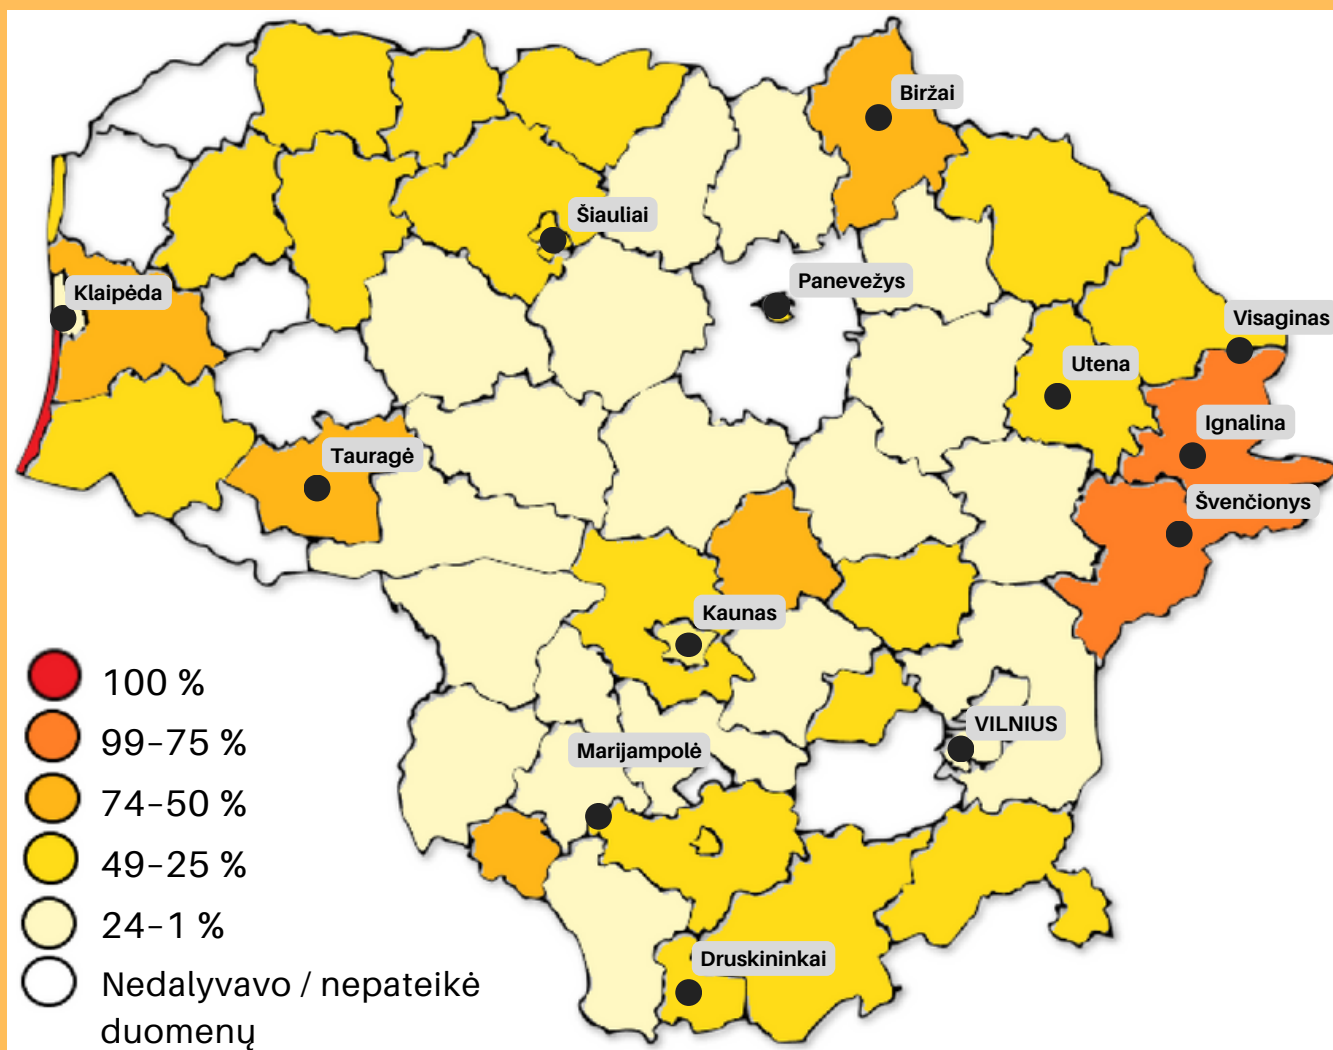 Biržai
Šiauliai
Panevežys
Klaipėda
Visaginas
Utena
Ignalina
Tauragė
Švenčionys
Kaunas
VILNIUS
Marijampolė
Druskininkai
100 %
99–75 %
74–50 %
49–25 %
24–1 %
Nedalyvavo / nepateikė
duomenų